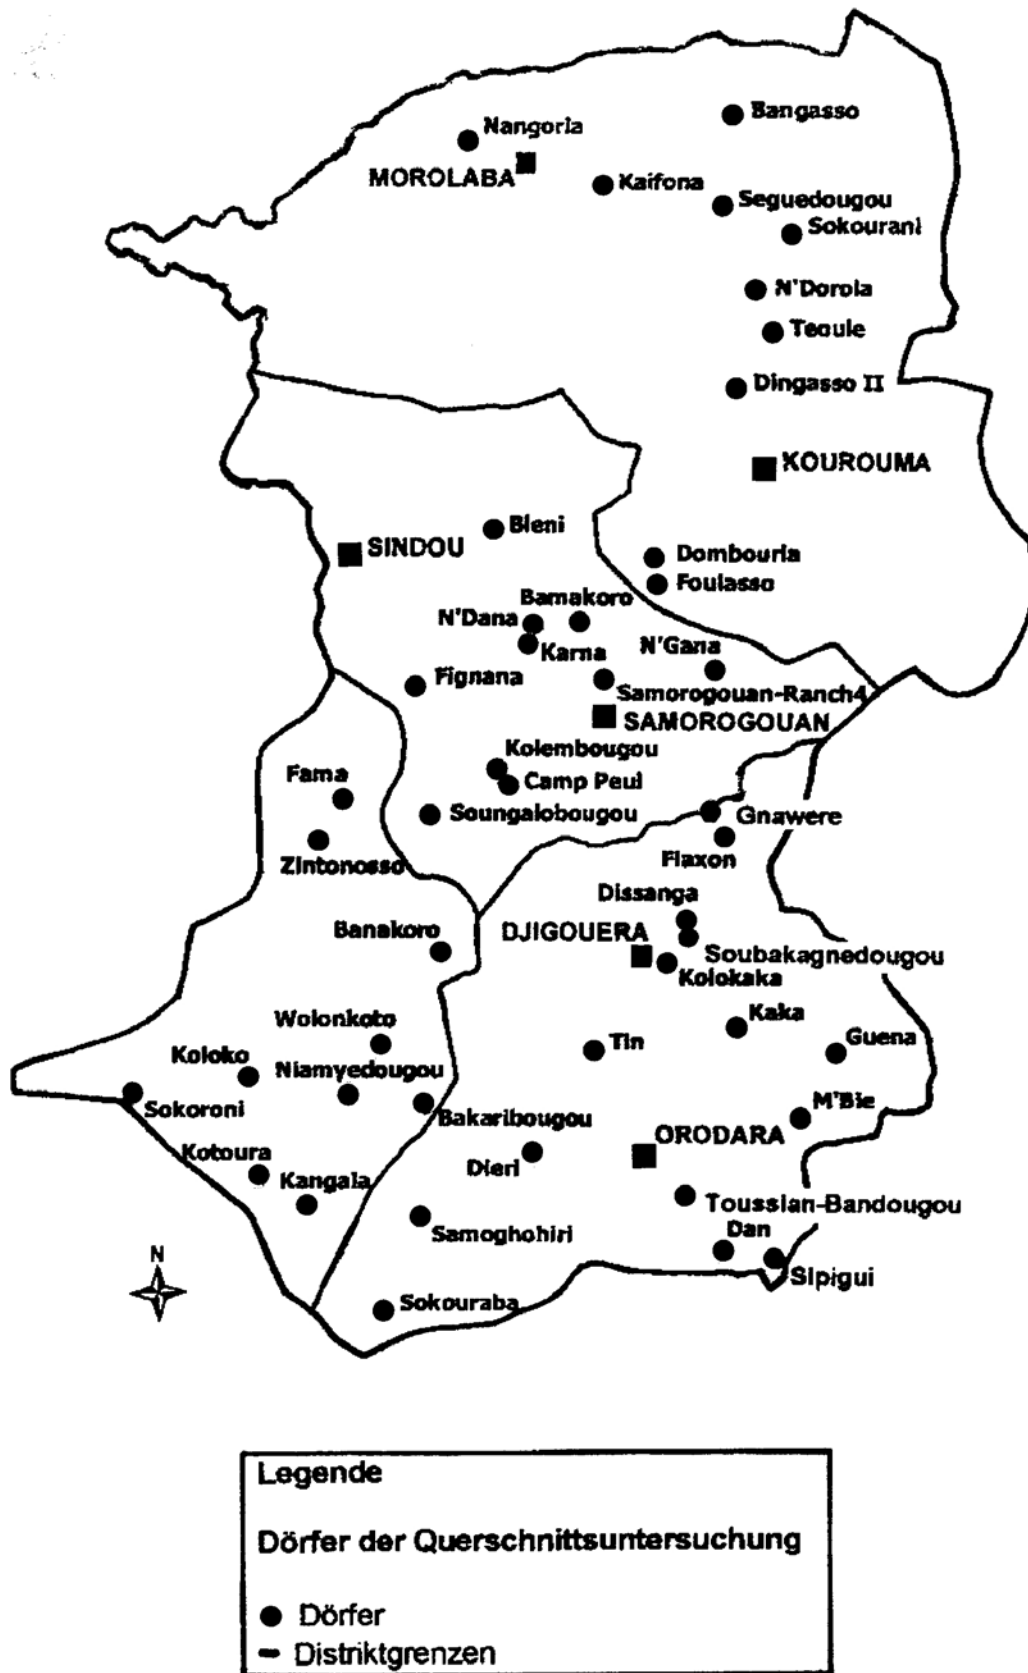 Bangasso
Nangoria
MOROLABA
Kaifona
Seguedougou
Sokourani
N'Dorola
Teoule
Dingasso II
KOUROUMA
Bleni
SINDOU
Dombouria
Foulasso
Bamakoro
N'Dana
Karna
N'Gana
Fignana
Samorogouan-Ranch4
SAMOROGOUAN
Kolembougou
Fama
Camp Peul
Soungalobougou
Gnawere
Flaxon
Zintonosso
Dissanga
Banakoro
DJIGOUERA
Soubakagnedougou
Kolokaka
Wolonkoto
Kaka
Tin
Guena
Koloko
Niamyedougou
Sokoroni
Bakaribougou
M'Bie
ORODARA
Kotoura
Dieri
Kangala
Toussian-Bandougou
Samoghohiri
Dan
N
Sipigui
Sokouraba
Legende
Dörfer der Querschnittsuntersuchung
Dörfer
Distriktgrenzen